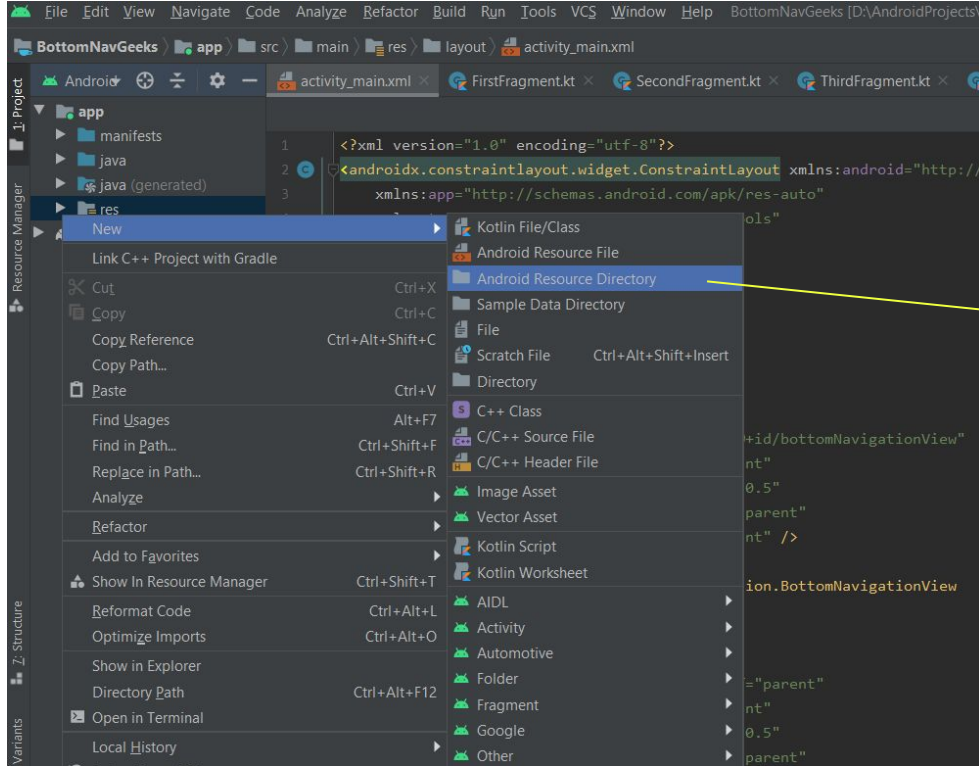 File Edit View Navigate Code Analyze Refactor Build Run Tools VCS Window Help BottomNavGeeks [D:\AndroidProjects\
BottomNavGeeks app src main res layout activity_main.xml
1: Project
Resource Manager
Z: Structure
Variants
Android activity_main.xml FirstFragment.kt SecondFragment.kt ThirdFragment.kt
app
manifests
java
java (generated)
res
1 <?xml version="1.0" encoding="utf-8"?>
2 <androidx.constraintlayout.widget.ConstraintLayout xmlns:android="http://
3 xmlns:app="http://schemas.android.com/apk/res-auto"
ols"
+id/bottomNavigationView"
nt"
0.5"
parent"
nt" />
ion.BottomNavigationView
="parent"
nt"
0.5"
parent"
New
Link C++ Project with Gradle
Cut Ctrl+X
Copy Ctrl+C
Copy Reference Ctrl+Alt+Shift+C
Copy Path...
Paste Ctrl+V
Find Usages Alt+F7
Find in Path... Ctrl+Shift+F
Replace in Path... Ctrl+Shift+R
Analyze
Refactor
Add to Favorites
Show In Resource Manager Ctrl+Shift+T
Reformat Code Ctrl+Alt+L
Optimize Imports Ctrl+Alt+O
Show in Explorer
Directory Path Ctrl+Alt+F12
Open in Terminal
Local History
Kotlin File/Class
Android Resource File
Android Resource Directory
Sample Data Directory
File
Scratch File Ctrl+Alt+Shift+Insert
Directory
C++ Class
C/C++ Source File
C/C++ Header File
Image Asset
Vector Asset
Kotlin Script
Kotlin Worksheet
AIDL
Activity
Automotive
Folder
Fragment
Google
Other